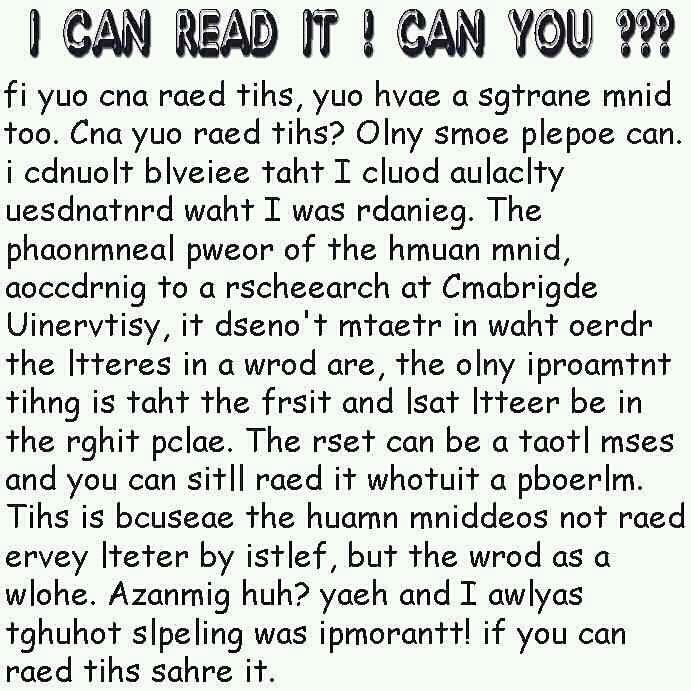 I CAN READ IT ! CAN YOU ???
fi yuo cna raed tihs, yuo hvae a sgtrane mnid
too. Cna yuo raed tihs? Olny smoe plepoe can.
i cdnuolt blveiee taht I cluod aulaclty
uesdnatnrd waht I was rdanieg. The
phaonmneal pweor of the hmuan mnid,
aoccdrnig to a rscheearch at Cmabrigde
Uinervtisy, it dseno't mtaetr in waht oerdr
the ltteres in a wrod are, the olny iproamtnt
tihng is taht the frsit and lsat ltteer be in
the rghit pclae. The rset can be a taotl mses
and you can sitll raed it whotuit a pboerlm.
Tihs is bcuseae the huamn mniddeos not raed
ervey lteter by istlef, but the wrod as a
wlohe. Azanmig huh? yaeh and I awlyas
tghuhot slpeling was ipmorantt! if you can
raed tihs sahre it.